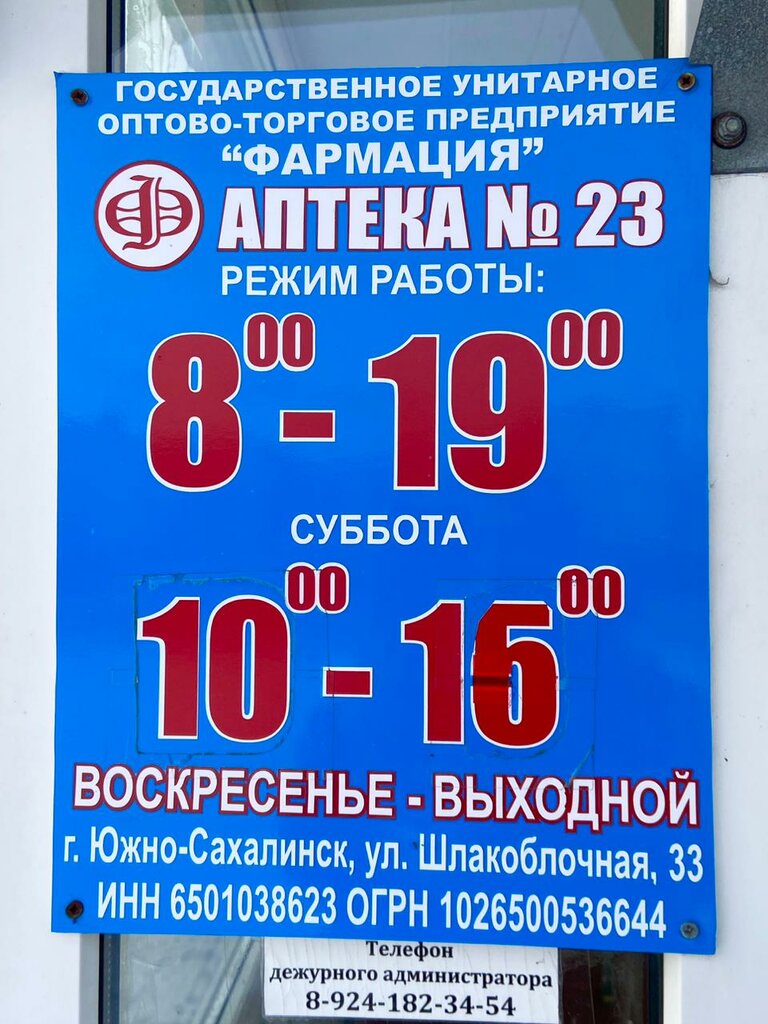 ГОСУДАРСТВЕННОЕ УНИТАРНОЕ
ОПТОВО-ТОРГОВОЕ ПРЕДПРИЯТИЕ
“ФАРМАЦИЯ”
АПТЕКА № 23
РЕЖИМ РАБОТЫ:
8⁰⁰ - 19⁰⁰
СУББОТА
10⁰⁰ - 16⁰⁰
ВОСКРЕСЕНЬЕ - ВЫХОДНОЙ
г. Южно-Сахалинск, ул. Шлакоблочная, 33
ИНН 6501038623 ОГРН 1026500536644
Телефон
дежурного администратора
8-924-182-34-54